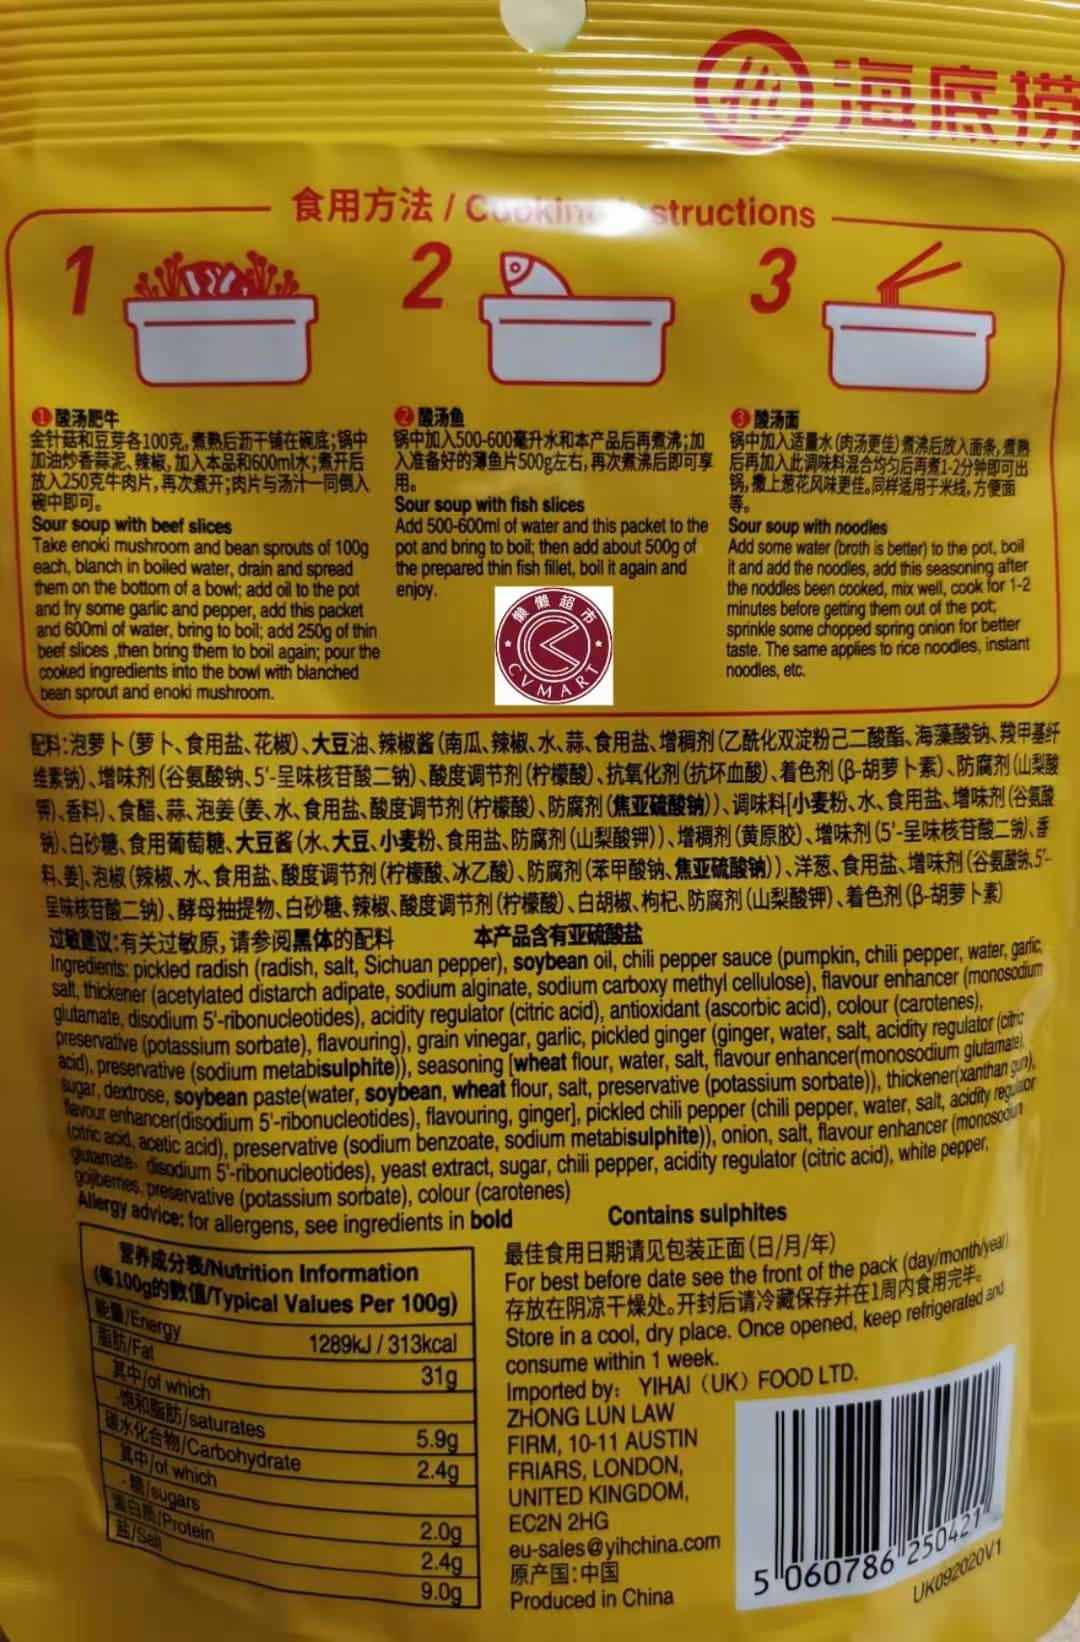 海底捞
食用方法 / Cooking Instructions
1
2
3
1 酸汤肥牛
金针菇和豆芽各100克,煮熟后沥干铺在碗底;锅中
加油炒香蒜泥、辣椒,加入本品和600ml水;煮开后
放入250克牛肉片,再次煮开;肉片与汤汁一同倒入
碗中即可。
Sour soup with beef slices
Take enoki mushroom and bean sprouts of 100g
each, blanch in boiled water, drain and spread
them on the bottom of a bowl; add oil to the pot
and fry some garlic and pepper, add this packet
and 600ml of water, bring to boil; add 250g of thin
beef slices ,then bring them to boil again; pour the
cooked ingredients into the bowl with blanched
bean sprout and enoki mushroom.
2 酸汤鱼
锅中加入500-600毫升水和本产品后再煮沸;加
入准备好的薄鱼片500g左右,再次煮沸后即可享
用。
Sour soup with fish slices
Add 500-600ml of water and this packet to the
pot and bring to boil; then add about 500g of
the prepared thin fish fillet, boil it again and
enjoy.
3 酸汤面
锅中加入适量水(肉汤更佳)煮沸后放入面条,煮熟
后再加入此调味料混合均匀后再煮1-2分钟即可出
锅,撒上葱花风味更佳。同样适用于米线,方便面
等。
Sour soup with noodles
Add some water (broth is better) to the pot, boil
it and add the noodles, add this seasoning after
the noddles been cooked, mix well, cook for 1-2
minutes before getting them out of the pot;
sprinkle some chopped spring onion for better
taste. The same applies to rice noodles, instant
noodles, etc.
懒懒超市
CVMART
配料:泡萝卜(萝卜、食用盐、花椒)、大豆油、辣椒酱(南瓜、辣椒、水、蒜、食用盐、增稠剂(乙酰化双淀粉己二酸酯、海藻酸钠、羧甲基纤
维素钠)、增味剂(谷氨酸钠、5'-呈味核苷酸二钠)、酸度调节剂(柠檬酸)、抗氧化剂(抗坏血酸)、着色剂(β-胡萝卜素)、防腐剂(山梨酸
钾)、香料)、食醋、蒜、泡姜(姜、水、食用盐、酸度调节剂(柠檬酸)、防腐剂(焦亚硫酸钠))、调味料[小麦粉、水、食用盐、增味剂(谷氨酸
钠)、白砂糖、食用葡萄糖、大豆酱(水、大豆、小麦粉、食用盐、防腐剂(山梨酸钾))、增稠剂(黄原胶)、增味剂(5'-呈味核苷酸二钠)、香
料、姜]、泡椒(辣椒、水、食用盐、酸度调节剂(柠檬酸、冰乙酸)、防腐剂(苯甲酸钠、焦亚硫酸钠))、洋葱、食用盐、增味剂(谷氨酸钠、5'-
呈味核苷酸二钠)、酵母抽提物、白砂糖、辣椒、酸度调节剂(柠檬酸)、白胡椒、枸杞、防腐剂(山梨酸钾)、着色剂(β-胡萝卜素)
过敏建议:有关过敏原,请参阅黑体的配料 本产品含有亚硫酸盐
Ingredients: pickled radish (radish, salt, Sichuan pepper), soybean oil, chili pepper sauce (pumpkin, chili pepper, water, garlic,
salt, thickener (acetylated distarch adipate, sodium alginate, sodium carboxy methyl cellulose), flavour enhancer (monosodium
glutamate, disodium 5'-ribonucleotides), acidity regulator (citric acid), antioxidant (ascorbic acid), colour (carotenes),
preservative (potassium sorbate), flavouring), grain vinegar, garlic, pickled ginger (ginger, water, salt, acidity regulator (citric
acid), preservative (sodium metabisulphite)), seasoning [wheat flour, water, salt, flavour enhancer(monosodium glutamate),
sugar, dextrose, soybean paste(water, soybean, wheat flour, salt, preservative (potassium sorbate)), thickener(xanthan gum),
flavour enhancer(disodium 5'-ribonucleotides), flavouring, ginger], pickled chili pepper (chili pepper, water, salt, acidity regulator
(citric acid, acetic acid), preservative (sodium benzoate, sodium metabisulphite)), onion, salt, flavour enhancer (monosodium
glutamate, disodium 5'-ribonucleotides), yeast extract, sugar, chili pepper, acidity regulator (citric acid), white pepper,
gojiberries, preservative (potassium sorbate), colour (carotenes)
Allergy advice: for allergens, see ingredients in bold Contains sulphites
营养成分表/Nutrition Information
(每100g的數值/Typical Values Per 100g)
能量/Energy 1289kJ / 313kcal
脂肪/Fat 31g
其中/of which
-饱和脂肪/saturates 5.9g
碳水化合物/Carbohydrate 2.4g
其中/of which
-糖/sugars 2.0g
蛋白质/Protein 2.4g
盐/Salt 9.0g
最佳食用日期请见包装正面(日/月/年)
For best before date see the front of the pack (day/month/year)
存放在阴凉干燥处。开封后请冷藏保存并在1周内食用完毕。
Store in a cool, dry place. Once opened, keep refrigerated and
consume within 1 week.
Imported by: YIHAI (UK) FOOD LTD.
ZHONG LUN LAW
FIRM, 10-11 AUSTIN
FRIARS, LONDON,
UNITED KINGDOM,
EC2N 2HG
eu-sales@yihchina.com
原产国:中国
Produced in China
5 060786 250421
UK092020V1